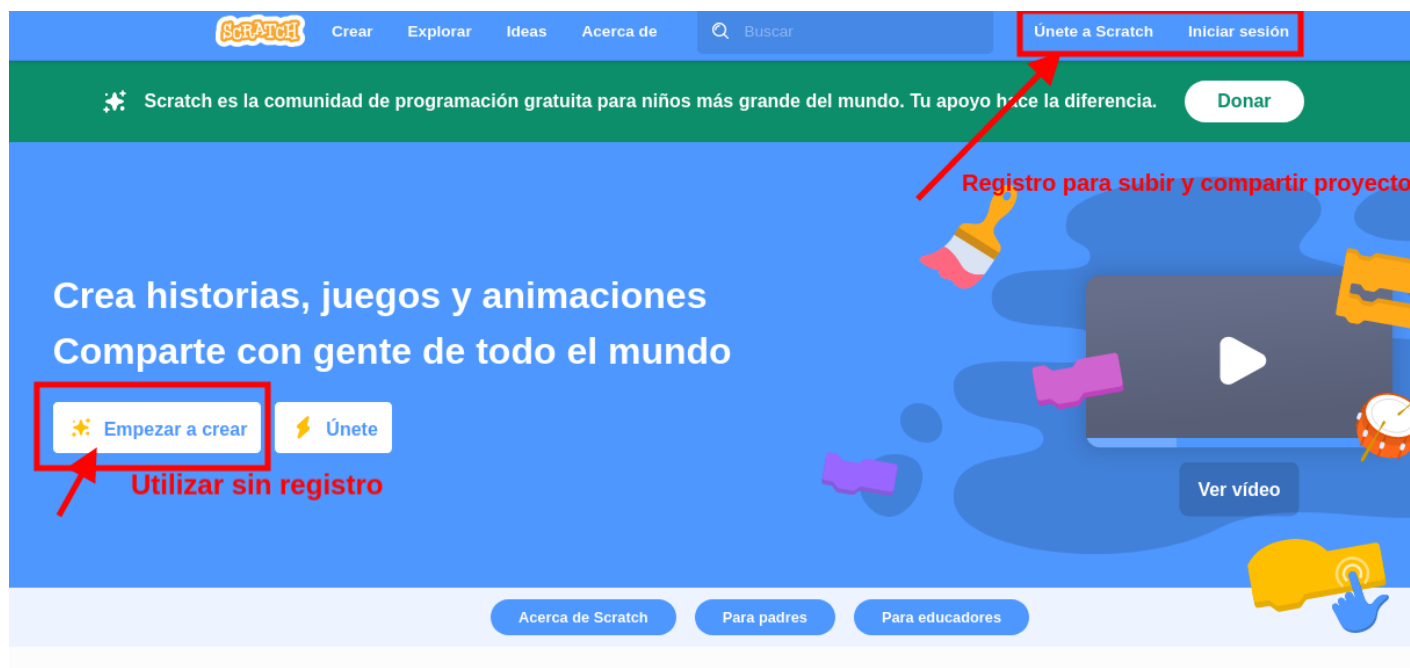 SCRATCH Crear Explorar Ideas Acerca de Buscar Únete a Scratch Iniciar sesión
Scratch es la comunidad de programación gratuita para niños más grande del mundo. Tu apoyo hace la diferencia. Donar
Registro para subir y compartir proyecto
Crea historias, juegos y animaciones
Comparte con gente de todo el mundo
Empezar a crear Únete
Utilizar sin registro
Ver vídeo
Acerca de Scratch Para padres Para educadores